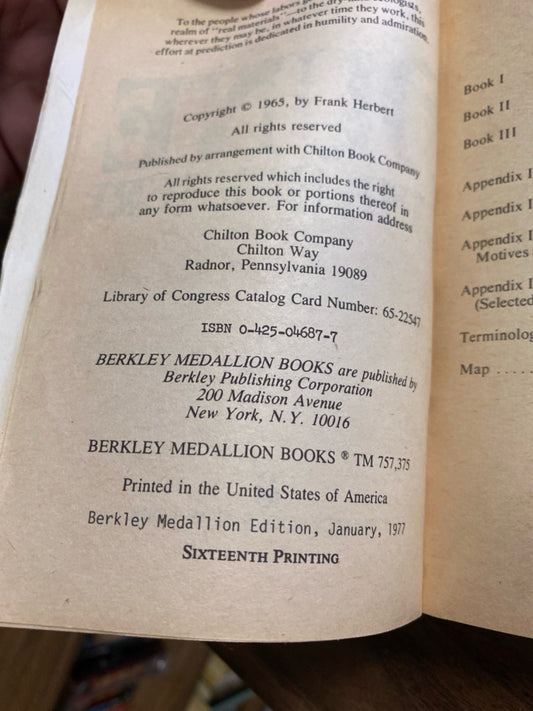 To the people whose labors
realm of "real materials"—to the dry-land ecologists,
wherever they may be, in whatever time they work, this
effort at prediction is dedicated in humility and admiration.
Copyright © 1965, by Frank Herbert
All rights reserved
Published by arrangement with Chilton Book Company
All rights reserved which includes the right
to reproduce this book or portions thereof in
any form whatsoever. For information address
Chilton Book Company
Chilton Way
Radnor, Pennsylvania 19089
Library of Congress Catalog Card Number: 65-22547
ISBN 0-425-04687-7
BERKLEY MEDALLION BOOKS are published by
Berkley Publishing Corporation
200 Madison Avenue
New York, N.Y. 10016
BERKLEY MEDALLION BOOKS ® TM 757,375
Printed in the United States of America
Berkley Medallion Edition, January, 1977
SIXTEENTH PRINTING
Book I
Book II
Book III
Appendix I
Appendix I
Appendix I
Motives
Appendix I
(Selected
Terminolog
Map .....